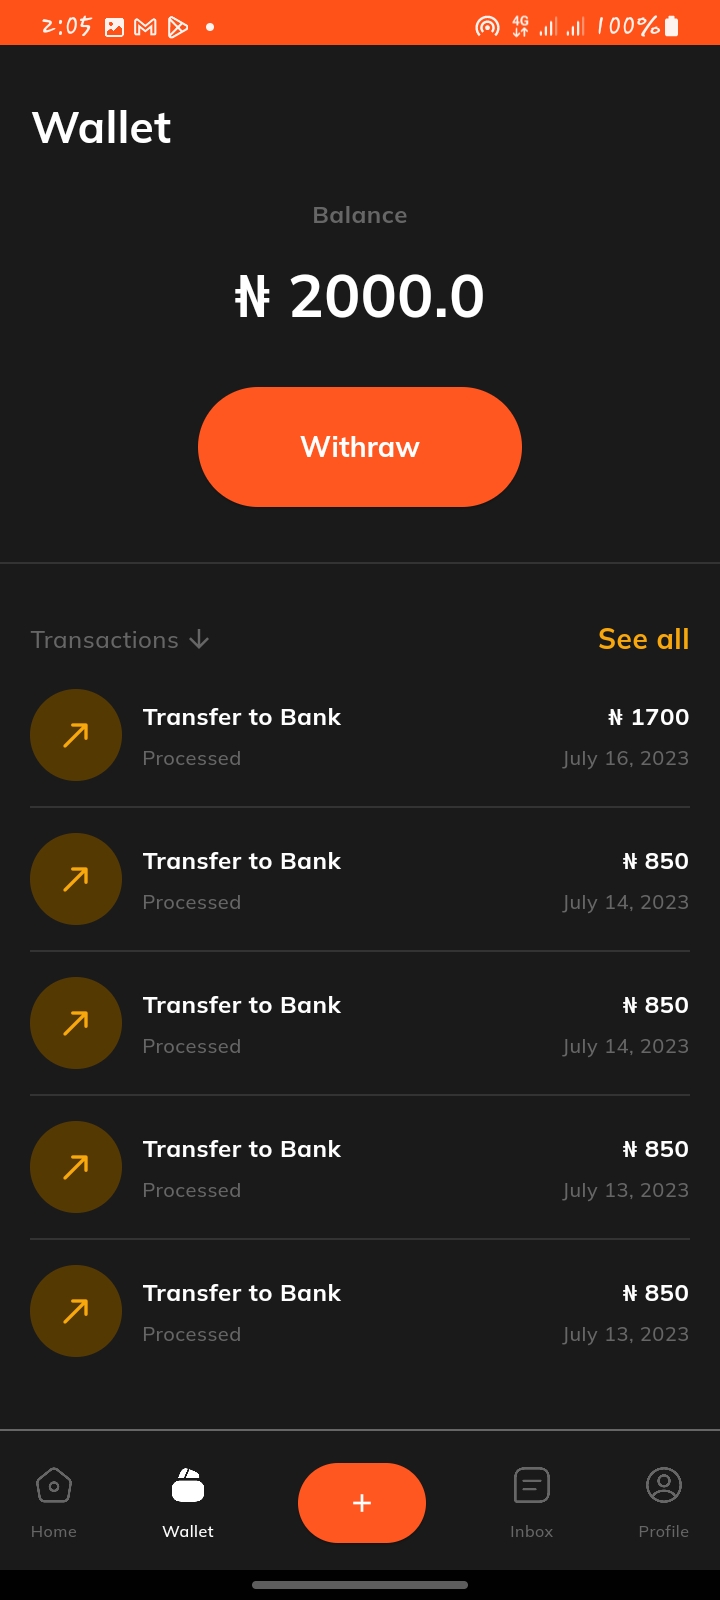 2:05 4G 100%
Wallet
Balance
₦ 2000.0
Withraw
Transactions ↓ See all
Transfer to Bank ₦ 1700
Processed July 16, 2023
Transfer to Bank ₦ 850
Processed July 14, 2023
Transfer to Bank ₦ 850
Processed July 14, 2023
Transfer to Bank ₦ 850
Processed July 13, 2023
Transfer to Bank ₦ 850
Processed July 13, 2023
+
Home Wallet Inbox Profile